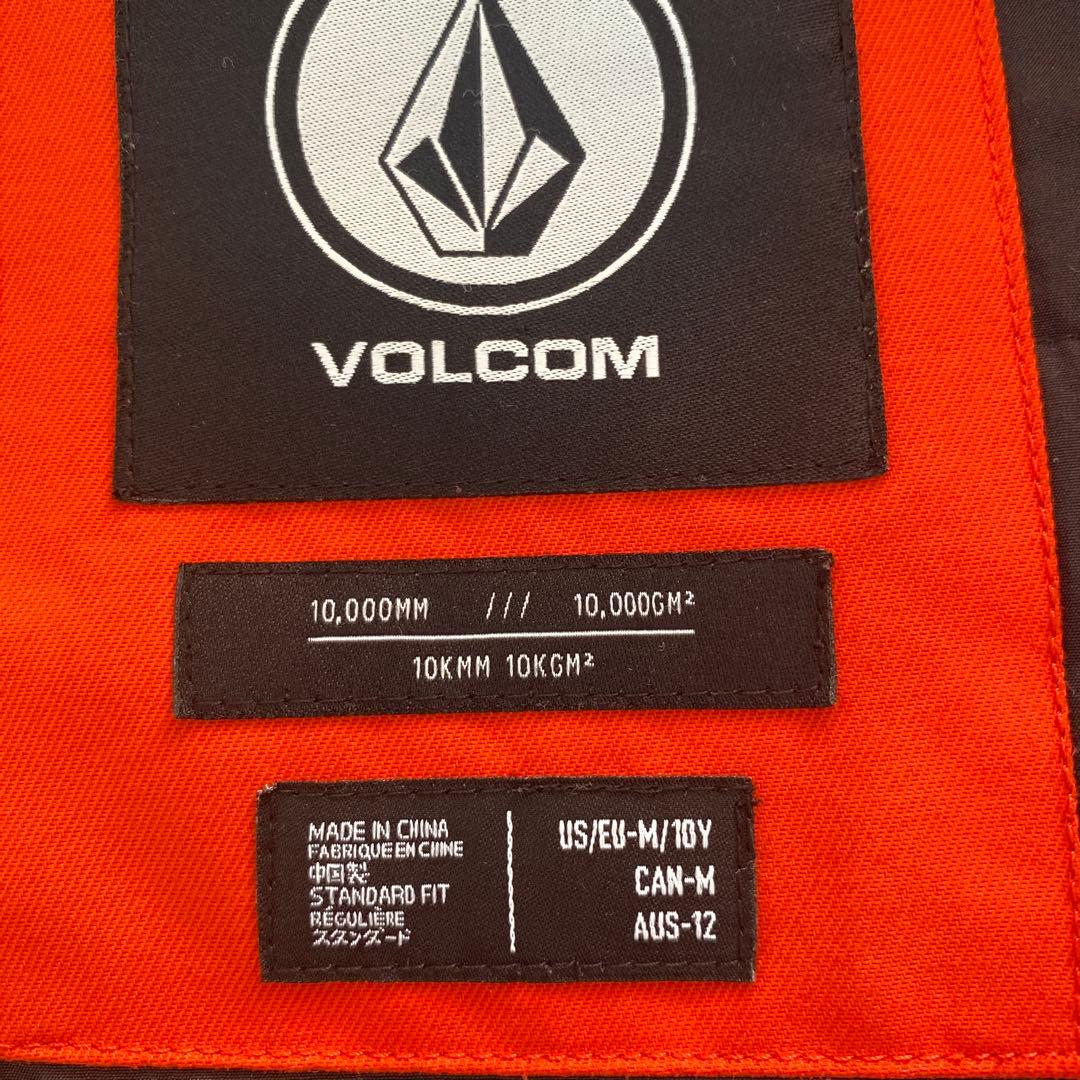 VOLCOM
10,000MM /// 10,000GM²
10KMM 10KGM²
MADE IN CHINA
FABRIQUE EN CHINE
中国製
STANDARD FIT
RÉGULIÈRE
スタンダード
US/EU-M/10Y
CAN-M
AUS-12